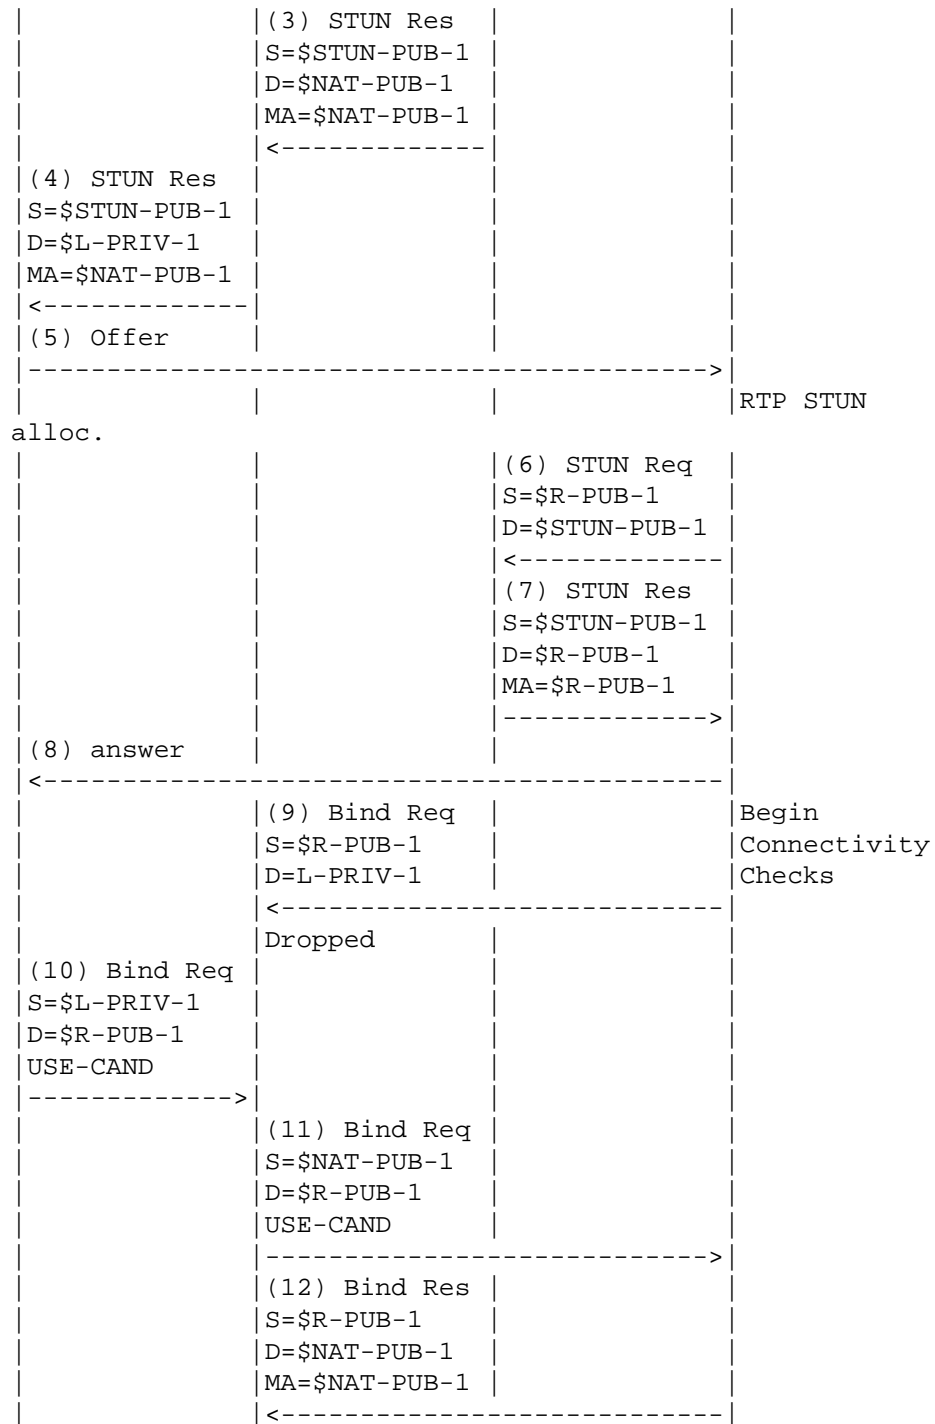 |              |(3) STUN Res  |              |
|              |S=$STUN-PUB-1 |              |
|              |D=$NAT-PUB-1  |              |
|              |MA=$NAT-PUB-1 |              |
|              |<-------------|              |
|(4) STUN Res  |              |              |
|S=$STUN-PUB-1 |              |              |
|D=$L-PRIV-1   |              |              |
|MA=$NAT-PUB-1 |              |              |
|<-------------|              |              |
|(5) Offer     |              |              |
|------------------------------------------->|
|              |              |              |RTP STUN
alloc.
|              |              |(6) STUN Req  |
|              |              |S=$R-PUB-1    |
|              |              |D=$STUN-PUB-1 |
|              |              |<-------------|
|              |              |(7) STUN Res  |
|              |              |S=$STUN-PUB-1 |
|              |              |D=$R-PUB-1    |
|              |              |MA=$R-PUB-1   |
|              |              |------------->|
|(8) answer    |              |              |
|<-------------------------------------------|
|              |(9) Bind Req  |              |Begin
|              |S=$R-PUB-1    |              |Connectivity
|              |D=L-PRIV-1    |              |Checks
|              |<----------------------------|
|              |Dropped       |              |
|(10) Bind Req |              |              |
|S=$L-PRIV-1   |              |              |
|D=$R-PUB-1    |              |              |
|USE-CAND      |              |              |
|------------->|              |              |
|              |(11) Bind Req |              |
|              |S=$NAT-PUB-1  |              |
|              |D=$R-PUB-1    |              |
|              |USE-CAND      |              |
|              |---------------------------->|
|              |(12) Bind Res |              |
|              |S=$R-PUB-1    |              |
|              |D=$NAT-PUB-1  |              |
|              |MA=$NAT-PUB-1 |              |
|              |<----------------------------|